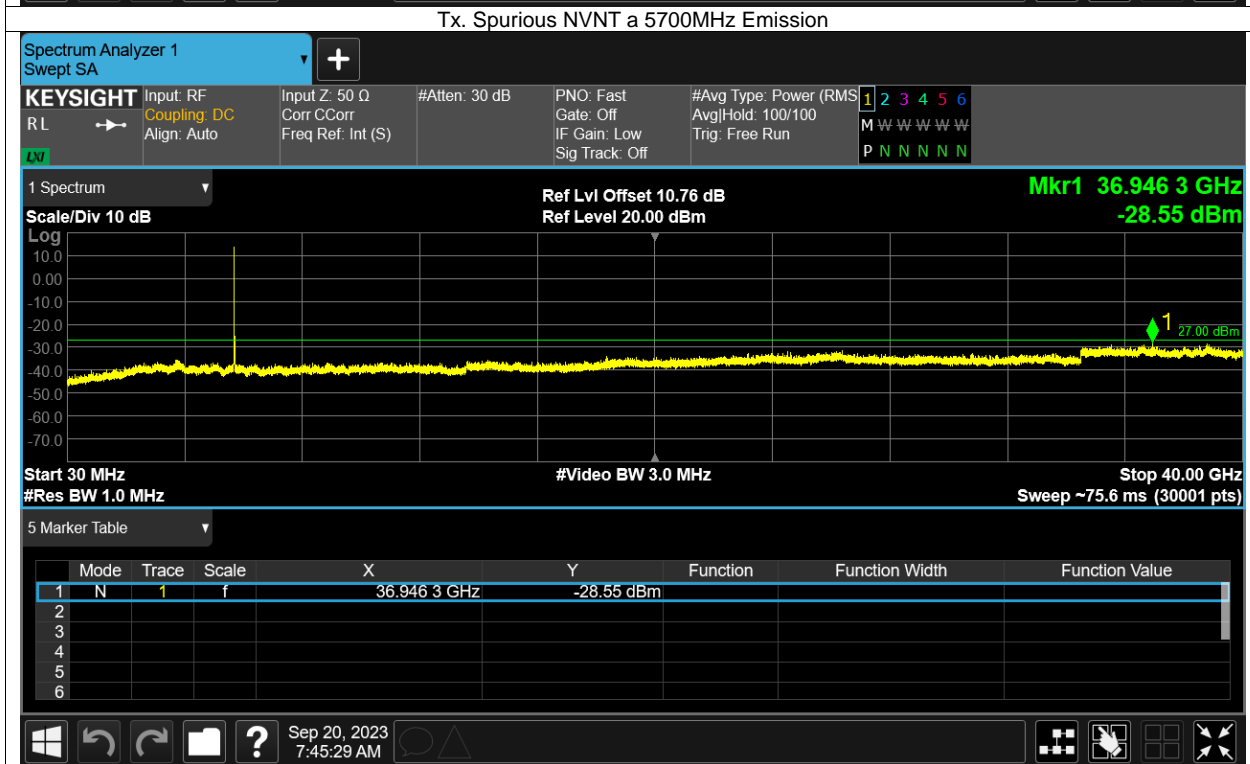 Tx. Spurious NVNT a 5700MHz Emission
Spectrum Analyzer 1
Swept SA
+
KEYSIGHT Input: RF Input Z: 50 Ω #Atten: 30 dB PNO: Fast #Avg Type: Power (RMS 1 2 3 4 5 6
RL Coupling: DC Corr CCorr Gate: Off Avg|Hold: 100/100 M W W W W W
Align: Auto Freq Ref: Int (S) IF Gain: Low Trig: Free Run P N N N N N
LXI Sig Track: Off
1 Spectrum Ref Lvl Offset 10.76 dB Mkr1 36.946 3 GHz
Scale/Div 10 dB Ref Level 20.00 dBm -28.55 dBm
Log
10.0
0.00
-10.0
-20.0 1 27.00 dBm
-30.0
-40.0
-50.0
-60.0
-70.0
Start 30 MHz #Video BW 3.0 MHz Stop 40.00 GHz
#Res BW 1.0 MHz Sweep ~75.6 ms (30001 pts)
5 Marker Table
Mode Trace Scale X Y Function Function Width Function Value
1 N 1 f 36.946 3 GHz -28.55 dBm
2
3
4
5
6
? Sep 20, 2023
7:45:29 AM